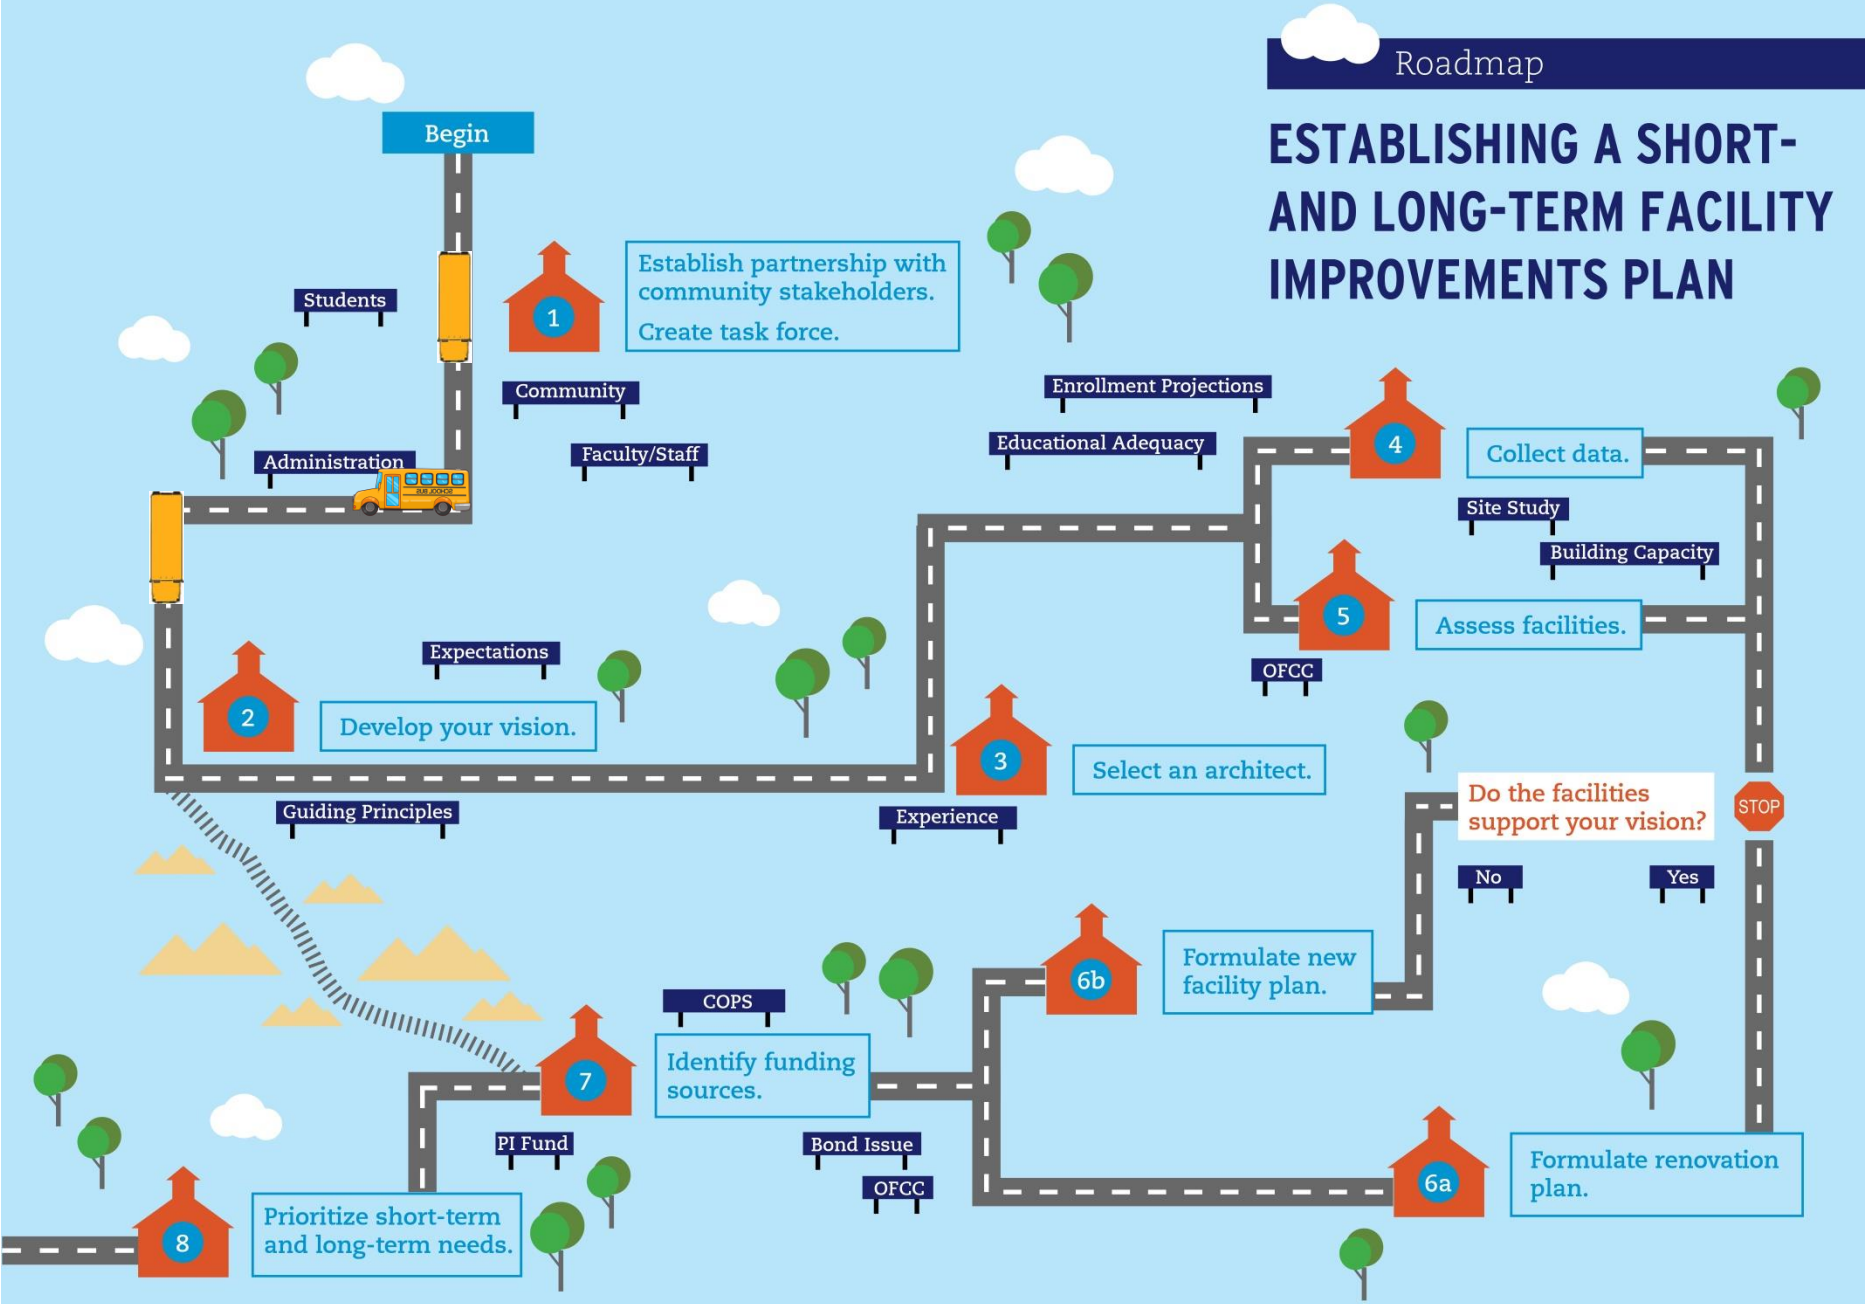 Roadmap
ESTABLISHING A SHORT-
AND LONG-TERM FACILITY
IMPROVEMENTS PLAN
Begin
Students
1
Establish partnership with
community stakeholders.
Create task force.
Community
Faculty/Staff
Administration
SCHOOL BUS
2
Expectations
Develop your vision.
Guiding Principles
3
Select an architect.
Experience
Enrollment Projections
Educational Adequacy
4
Collect data.
Site Study
Building Capacity
5
Assess facilities.
OFCC
Do the facilities
support your vision?
STOP
No
Yes
6b
Formulate new
facility plan.
6a
Formulate renovation
plan.
COPS
7
Identify funding
sources.
PI Fund
Bond Issue
OFCC
8
Prioritize short-term
and long-term needs.